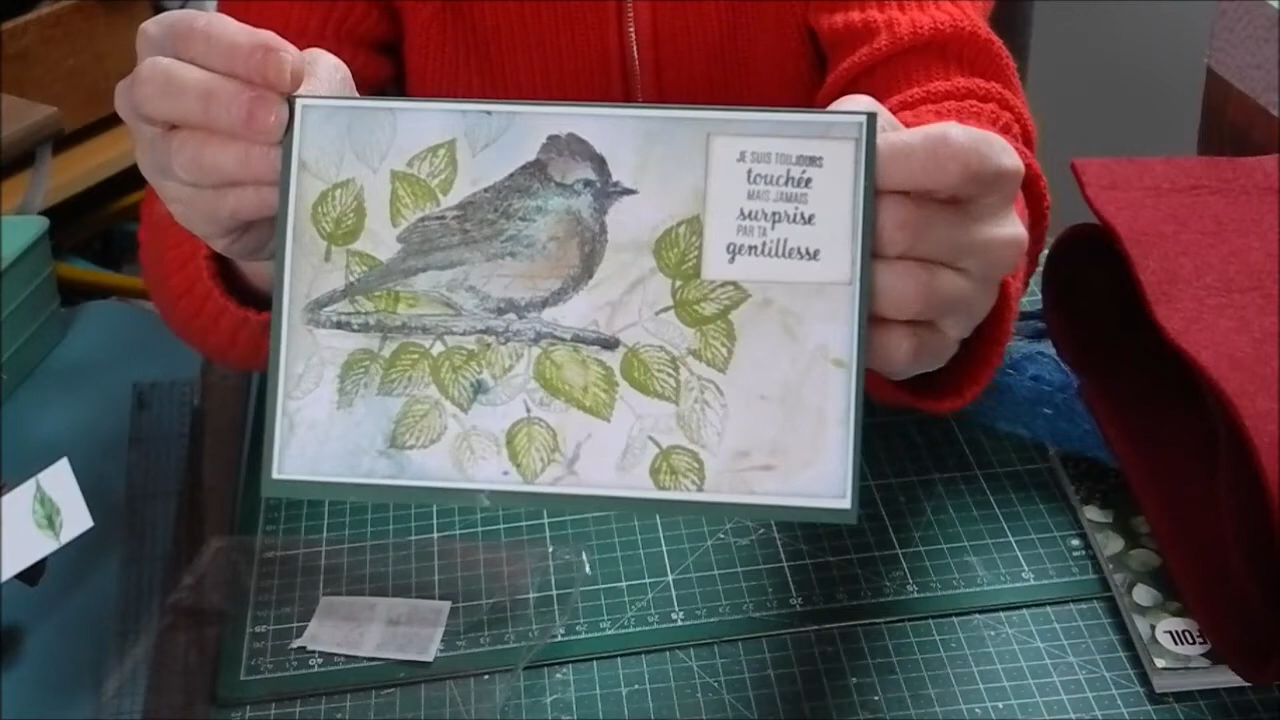 JE SUIS TOUJOURS
touchée
MAIS JAMAIS
surprise
PAR TA
gentillesse
FOIL